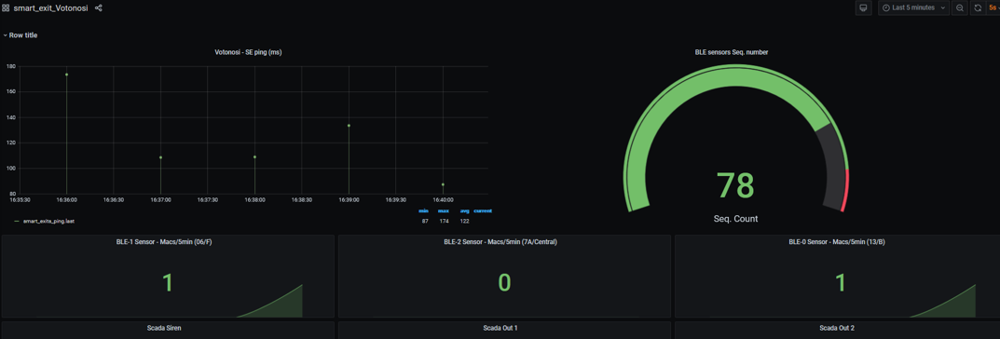 smart_exit_Votonosi
Last 5 minutes
5s
Row title
Votonosi - SE ping (ms)
180
160
140
120
100
80
16:35:30 16:36:00 16:36:30 16:37:00 16:37:30 16:38:00 16:38:30 16:39:00 16:39:30 16:40:00
min max avg current
smart_exits_ping.last 87 174 122
BLE sensors Seq. number
78
Seq. Count
BLE-1 Sensor - Macs/5min (06/F)
1
BLE-2 Sensor - Macs/5min (7A/Central)
0
BLE-0 Sensor - Macs/5min (13/B)
1
Scada Siren
Scada Out 1
Scada Out 2